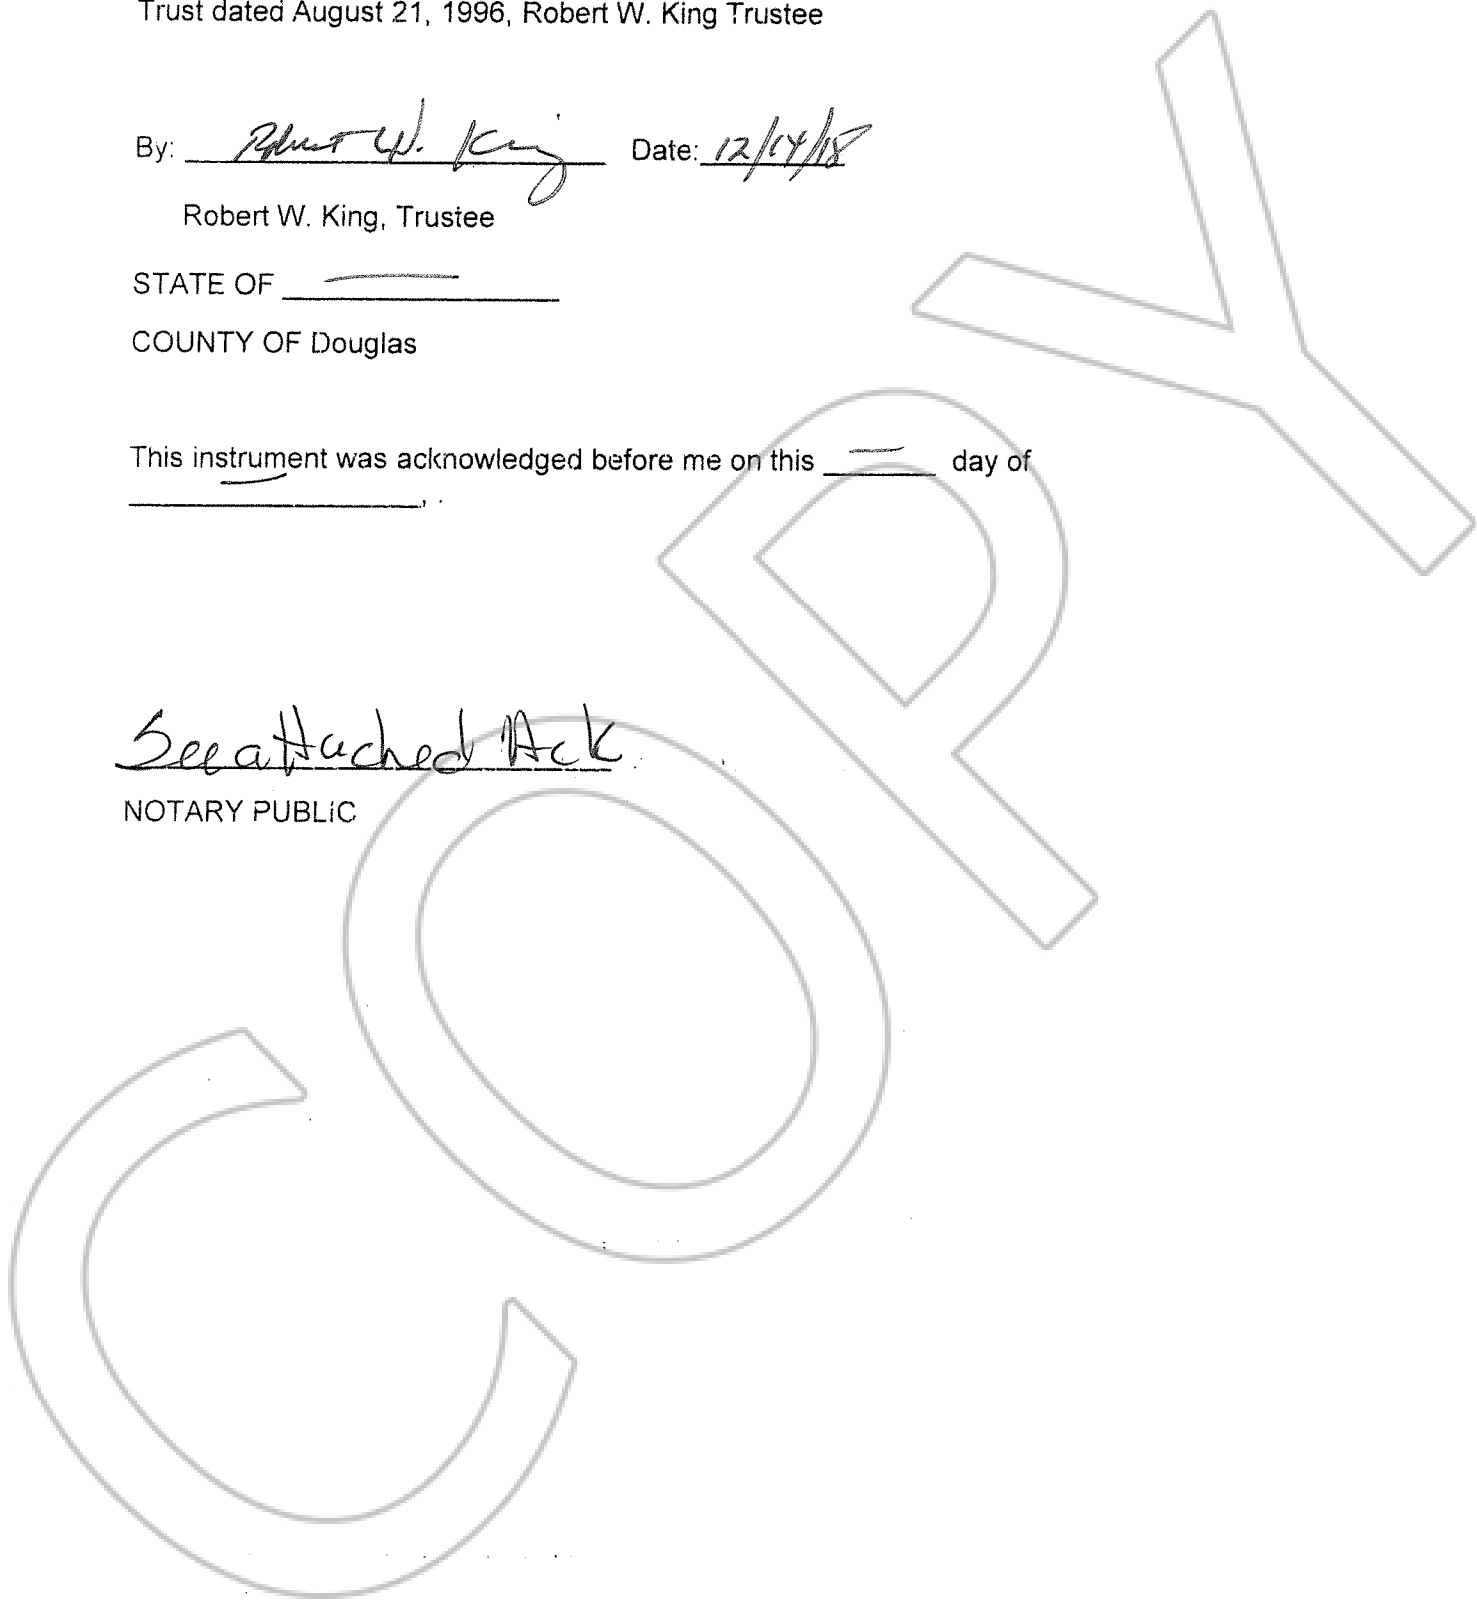 Trust dated August 21, 1996, Robert W. King Trustee
By: Robert W. King Date: 12/14/18
Robert W. King, Trustee
STATE OF
COUNTY OF Douglas
This instrument was acknowledged before me on this day of
,
See attached Ack.
NOTARY PUBLIC
COPY